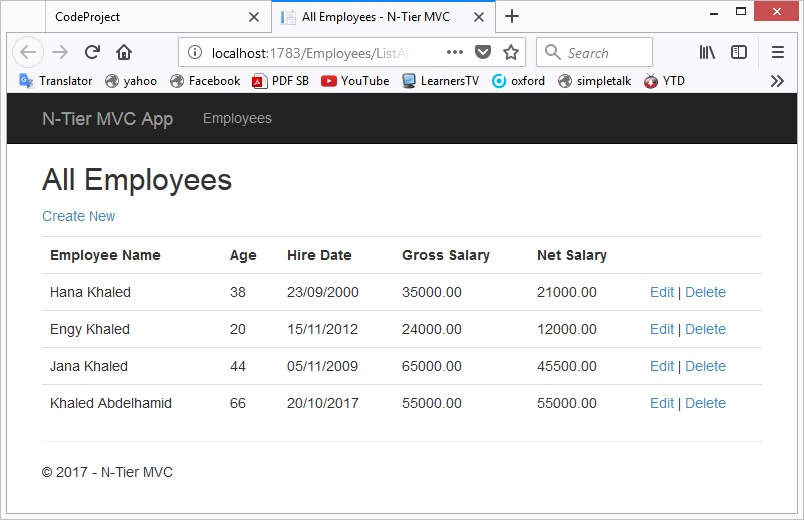 CodeProject
All Employees - N-Tier MVC
localhost:1783/Employees/ListAl
Search
Translator yahoo Facebook PDF SB YouTube LearnersTV oxford simpletalk YTD
N-Tier MVC App Employees
All Employees
Create New
Employee Name Age Hire Date Gross Salary Net Salary
Hana Khaled 38 23/09/2000 35000.00 21000.00 Edit | Delete
Engy Khaled 20 15/11/2012 24000.00 12000.00 Edit | Delete
Jana Khaled 44 05/11/2009 65000.00 45500.00 Edit | Delete
Khaled Abdelhamid 66 20/10/2017 55000.00 55000.00 Edit | Delete
© 2017 - N-Tier MVC